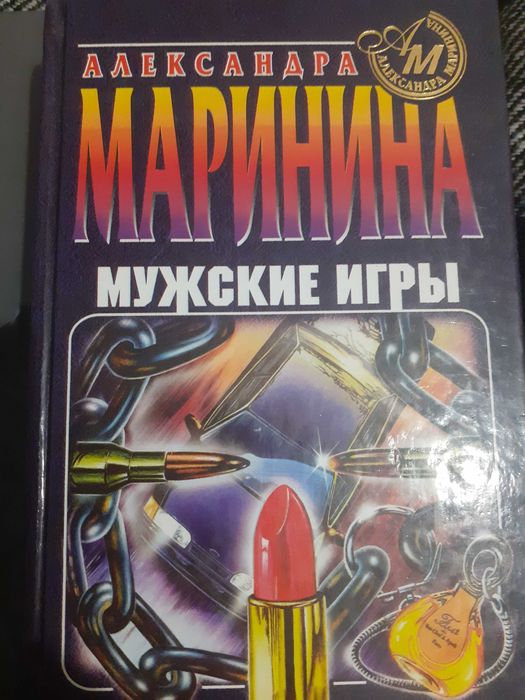 АЛЕКСАНДРА
МАРИНИНА
АМ
АЛЕКСАНДРА МАРИНИНА
МУЖСКИЕ ИГРЫ